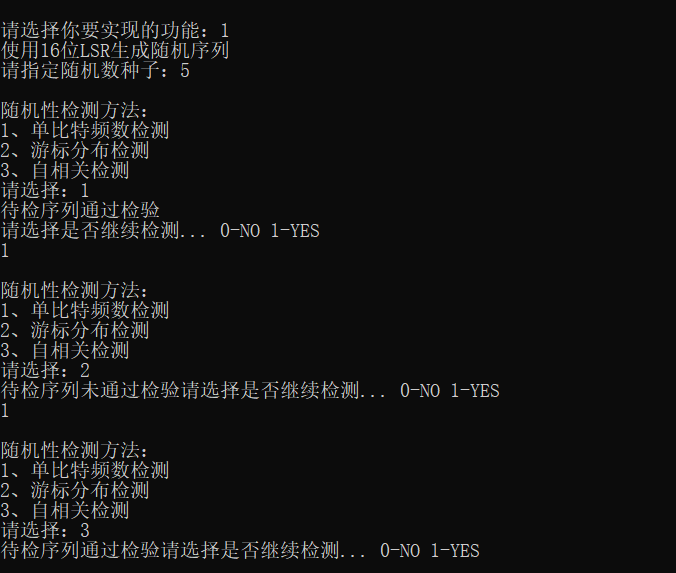 请选择你要实现的功能：1
使用16位LSR生成随机序列
请指定随机数种子：5
随机性检测方法：
1、单比特频数检测
2、游标分布检测
3、自相关检测
请选择：1
待检序列通过检验
请选择是否继续检测... 0-NO 1-YES
1
随机性检测方法：
1、单比特频数检测
2、游标分布检测
3、自相关检测
请选择：2
待检序列未通过检验请选择是否继续检测... 0-NO 1-YES
1
随机性检测方法：
1、单比特频数检测
2、游标分布检测
3、自相关检测
请选择：3
待检序列通过检验请选择是否继续检测... 0-NO 1-YES